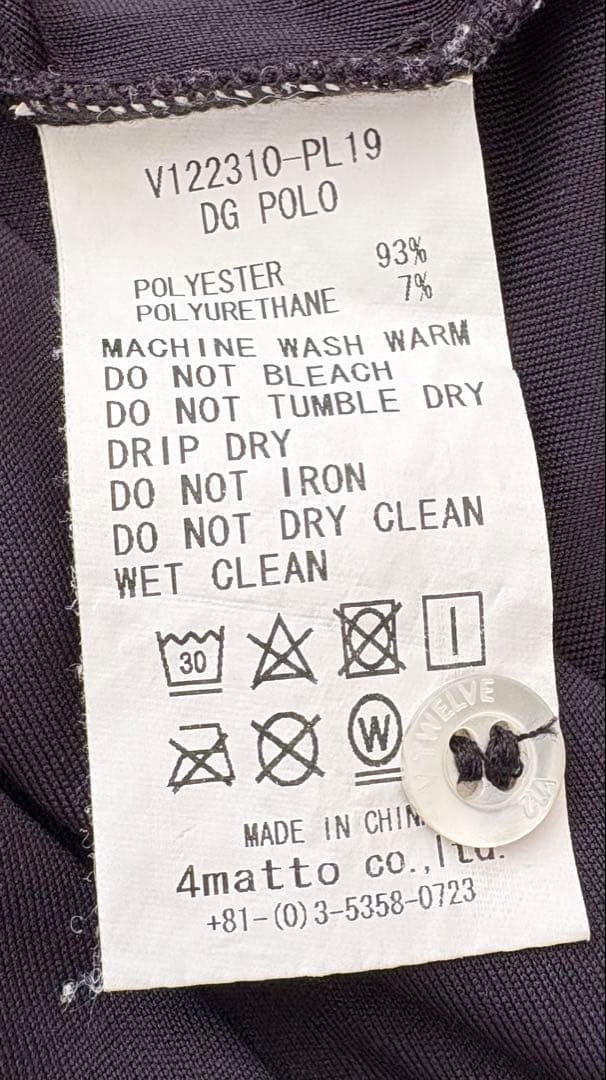 V122310-PL19
DG POLO
POLYESTER 93%
POLYURETHANE 7%
MACHINE WASH WARM
DO NOT BLEACH
DO NOT TUMBLE DRY
DRIP DRY
DO NOT IRON
DO NOT DRY CLEAN
WET CLEAN
30
W
TWELVE
V12
MADE IN CHIN
4matto co.,ltd.
+81-(0)3-5358-0723